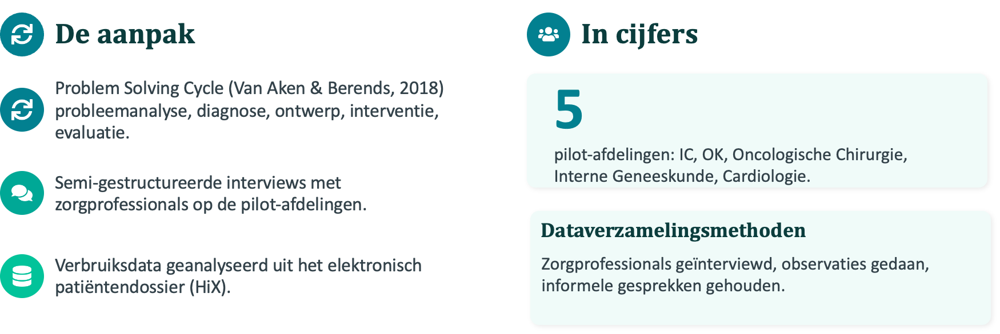 De aanpak
Problem Solving Cycle (Van Aken & Berends, 2018)
probleemanalyse, diagnose, ontwerp, interventie,
evaluatie.
Semi-gestructureerde interviews met
zorgprofessionals op de pilot-afdelingen.
Verbruiksdata geanalyseerd uit het elektronisch
patiëntendossier (HiX).
In cijfers
5
pilot-afdelingen: IC, OK, Oncologische Chirurgie,
Interne Geneeskunde, Cardiologie.
Dataverzamelingsmethoden
Zorgprofessionals geïnterviewd, observaties gedaan,
informele gesprekken gehouden.